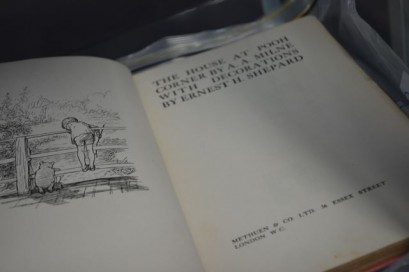 THE HOUSE AT POOH
CORNER BY A. A. MILNE
WITH DECORATIONS
BY ERNEST H. SHEPARD
METHUEN & CO. LTD. 36 ESSEX STREET
LONDON W.C.